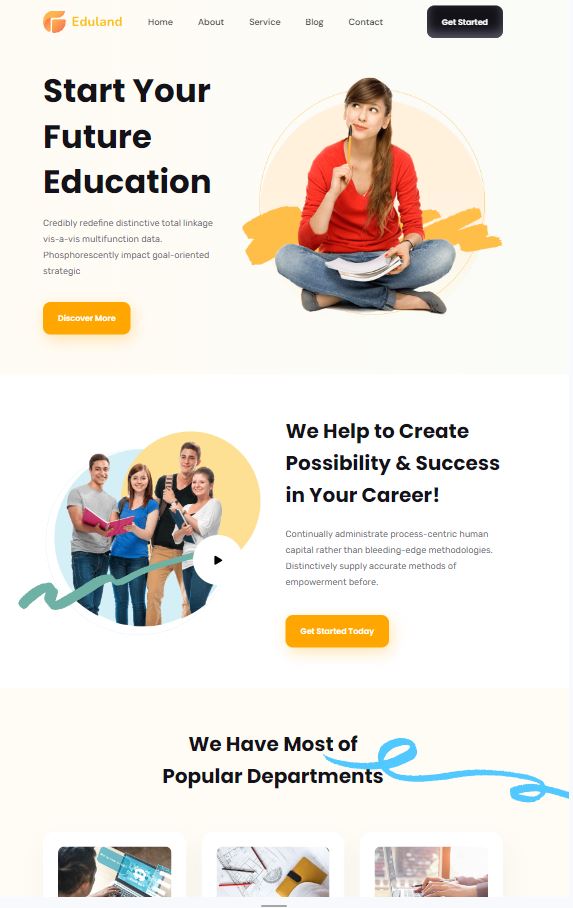 Eduland
Home
About
Service
Blog
Contact
Get Started
Start Your
Future
Education
Credibly redefine distinctive total linkage
vis-a-vis multifunction data.
Phosphorescently impact goal-oriented
strategic
Discover More
We Help to Create
Possibility & Success
in Your Career!
Continually administrate process-centric human
capital rather than bleeding-edge methodologies.
Distinctively supply accurate methods of
empowerment before.
Get Started Today
We Have Most of
Popular Departments